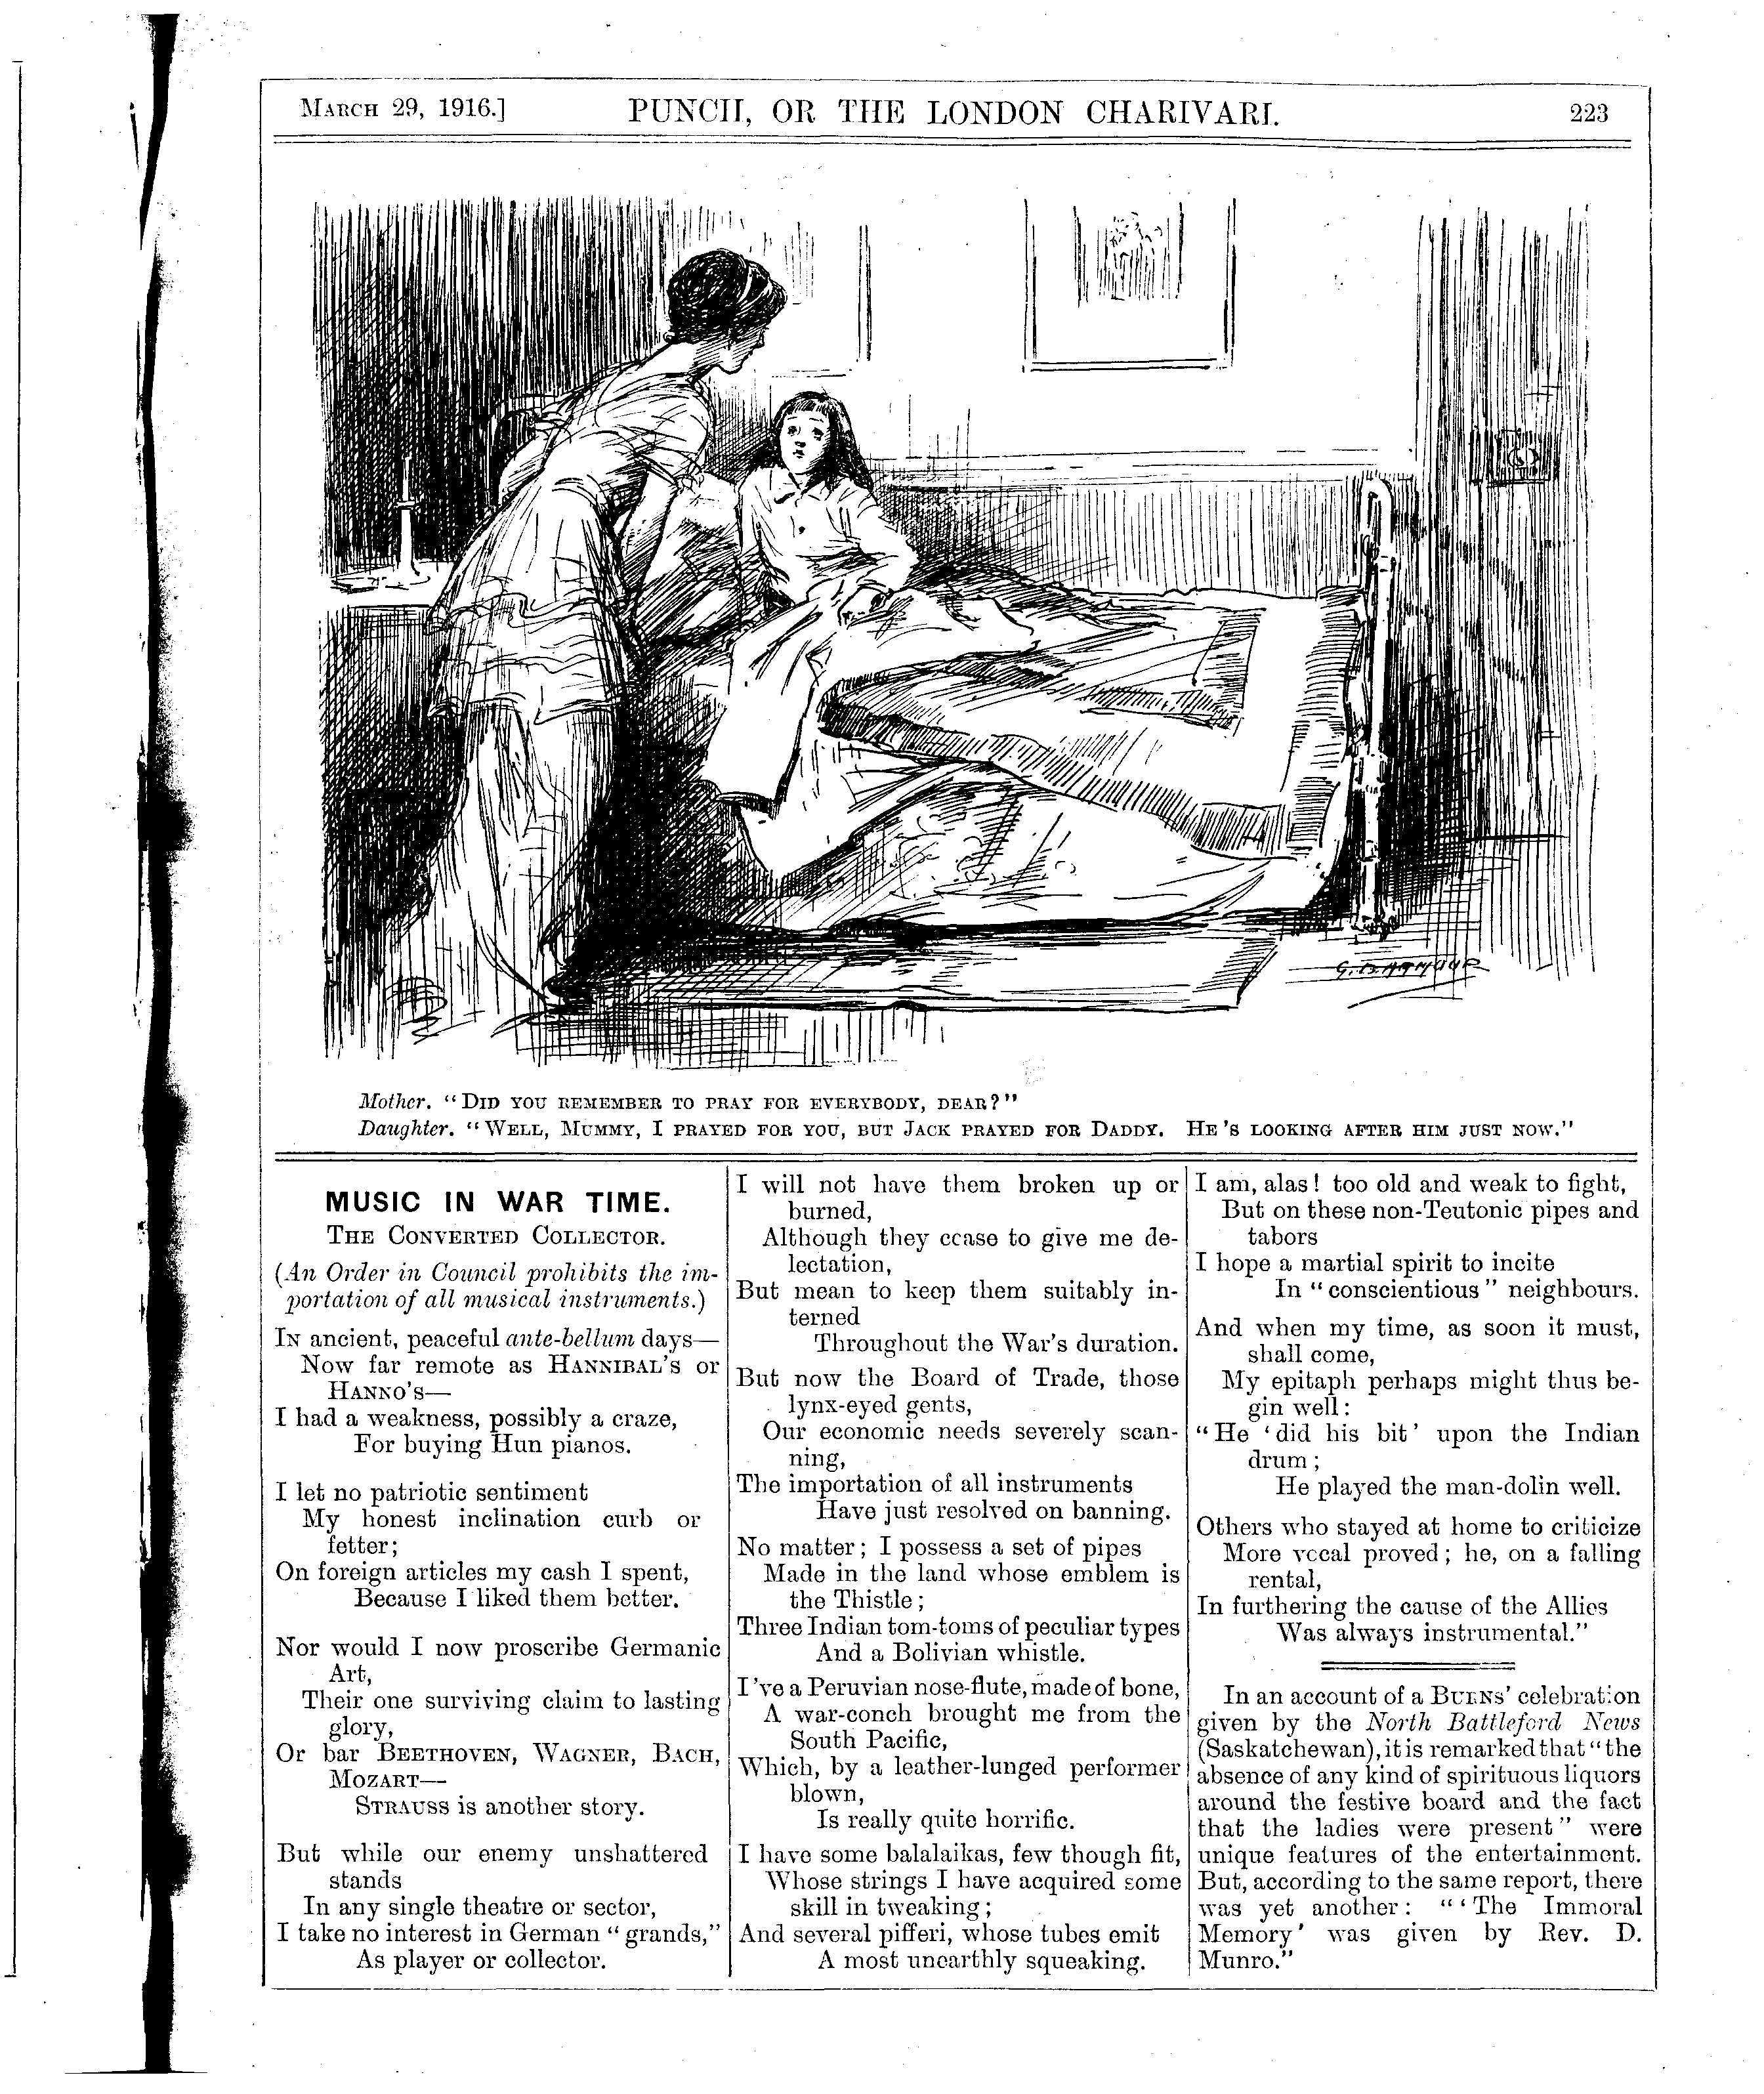 MARCH 29, 1916.] PUNCH, OR THE LONDON CHARIVARI. 223
G. D. ARMOUR
Mother. "DID YOU REMEMBER TO PRAY FOR EVERYBODY, DEAR?"
Daughter. "WELL, MUMMY, I PRAYED FOR YOU, BUT JACK PRAYED FOR DADDY. HE'S LOOKING AFTER HIM JUST NOW."
MUSIC IN WAR TIME.
THE CONVERTED COLLECTOR.
(An Order in Council prohibits the im-
portation of all musical instruments.)
IN ancient, peaceful ante-bellum days—
Now far remote as HANNIBAL'S or
HANNO'S—
I had a weakness, possibly a craze,
For buying Hun pianos.
I let no patriotic sentiment
My honest inclination curb or
fetter;
On foreign articles my cash I spent,
Because I liked them better.
Nor would I now proscribe Germanic
Art,
Their one surviving claim to lasting
glory,
Or bar BEETHOVEN, WAGNER, BACH,
MOZART—
STRAUSS is another story.
But while our enemy unshattered
stands
In any single theatre or sector,
I take no interest in German "grands,"
As player or collector.
I will not have them broken up or
burned,
Although they cease to give me de-
lectation,
But mean to keep them suitably in-
terned
Throughout the War's duration.
But now the Board of Trade, those
lynx-eyed gents,
Our economic needs severely scan-
ning,
The importation of all instruments
Have just resolved on banning.
No matter; I possess a set of pipes
Made in the land whose emblem is
the Thistle;
Three Indian tom-toms of peculiar types
And a Bolivian whistle.
I've a Peruvian nose-flute, made of bone,
A war-conch brought me from the
South Pacific,
Which, by a leather-lunged performer
blown,
Is really quite horrific.
I have some balalaikas, few though fit,
Whose strings I have acquired some
skill in tweaking;
And several pifferi, whose tubes emit
A most unearthly squeaking.
I am, alas! too old and weak to fight,
But on these non-Teutonic pipes and
tabors
I hope a martial spirit to incite
In "conscientious" neighbours.
And when my time, as soon it must,
shall come,
My epitaph perhaps might thus be-
gin well:
"He 'did his bit' upon the Indian
drum;
He played the man-dolin well.
Others who stayed at home to criticize
More vocal proved; he, on a falling
rental,
In furthering the cause of the Allies
Was always instrumental."
In an account of a BURNS' celebration
given by the North Battleford News
(Saskatchewan), it is remarked that "the
absence of any kind of spirituous liquors
around the festive board and the fact
that the ladies were present" were
unique features of the entertainment.
But, according to the same report, there
was yet another: "'The Immoral
Memory' was given by Rev. D.
Munro."